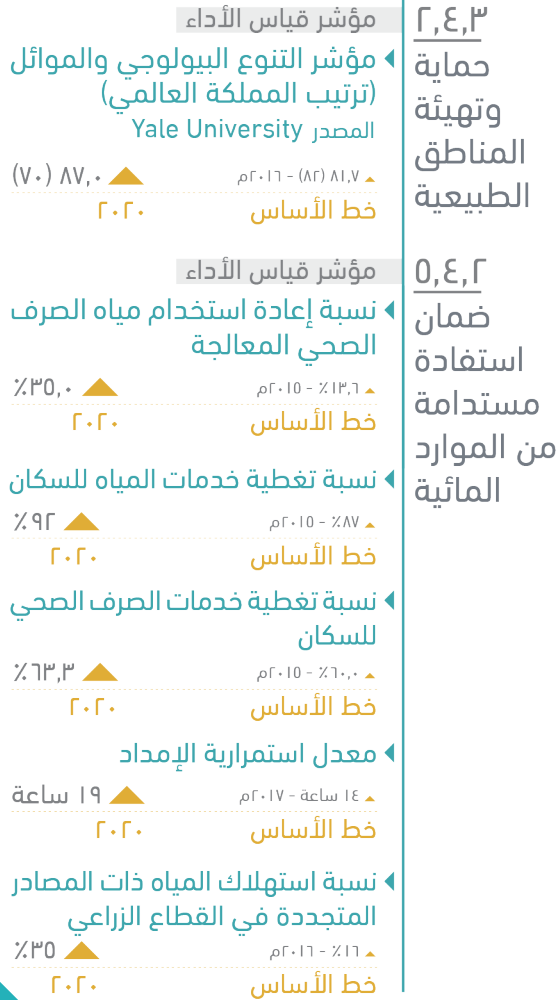 ٢,٤,٣
حماية
وتهيئة
المناطق
الطبيعية
مؤشر قياس الأداء
مؤشر التنوع البيولوجي والموائل
(ترتيب المملكة العالمي)
المصدر Yale University
٨١,٧ (٨٢) - ٢٠١٦م
٨٧,٠ (٧٠)
خط الأساس
٢٠٢٠
٥,٤,٢
ضمان
استفادة
مستدامة
من الموارد
المائية
مؤشر قياس الأداء
نسبة إعادة استخدام مياه الصرف
الصحي المعالجة
١٣,٦٪ - ٢٠١٥م
٣٥,٠٪
خط الأساس
٢٠٢٠
نسبة تغطية خدمات المياه للسكان
٨٧٪ - ٢٠١٥م
٩٢٪
خط الأساس
٢٠٢٠
نسبة تغطية خدمات الصرف الصحي
للسكان
٦٠,٠٪ - ٢٠١٥م
٦٣,٣٪
خط الأساس
٢٠٢٠
معدل استمرارية الإمداد
١٤ ساعة - ٢٠١٧م
١٩ ساعة
خط الأساس
٢٠٢٠
نسبة استهلاك المياه ذات المصادر
المتجددة في القطاع الزراعي
١٦٪ - ٢٠١٦م
٣٥٪
خط الأساس
٢٠٢٠